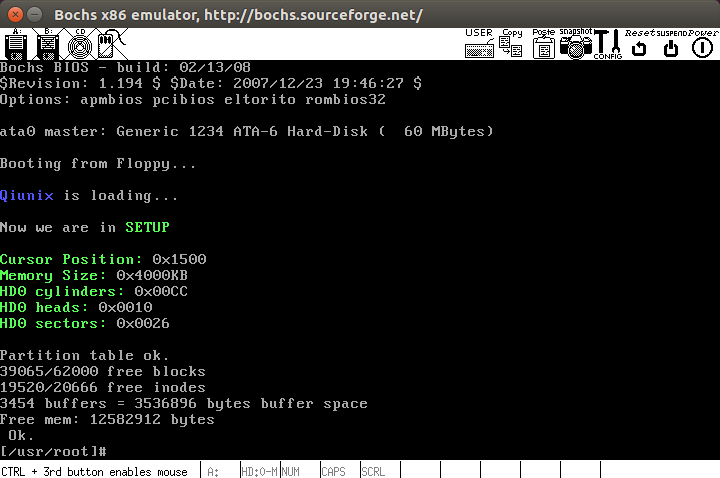 Bochs x86 emulator, http://bochs.sourceforge.net/
A: B: CD USER Copy Paste snapshot CONFIG Reset SUSPEND Power
Bochs BIOS - build: 02/13/08
$Revision: 1.194 $ $Date: 2007/12/23 19:46:27 $
Options: apmbios pcibios eltorito rombios32
ata0 master: Generic 1234 ATA-6 Hard-Disk (  60 MBytes)
Booting from Floppy...
Qiunix is loading...
Now we are in SETUP
Cursor Position: 0x1500
Memory Size: 0x4000KB
HD0 cylinders: 0x00CC
HD0 heads: 0x0010
HD0 sectors: 0x0026
Partition table ok.
39065/62000 free blocks
19520/20666 free inodes
3454 buffers = 3536896 bytes buffer space
Free mem: 12582912 bytes
 Ok.
[/usr/root]#
CTRL + 3rd button enables mouse A: HD:0-M NUM CAPS SCRL